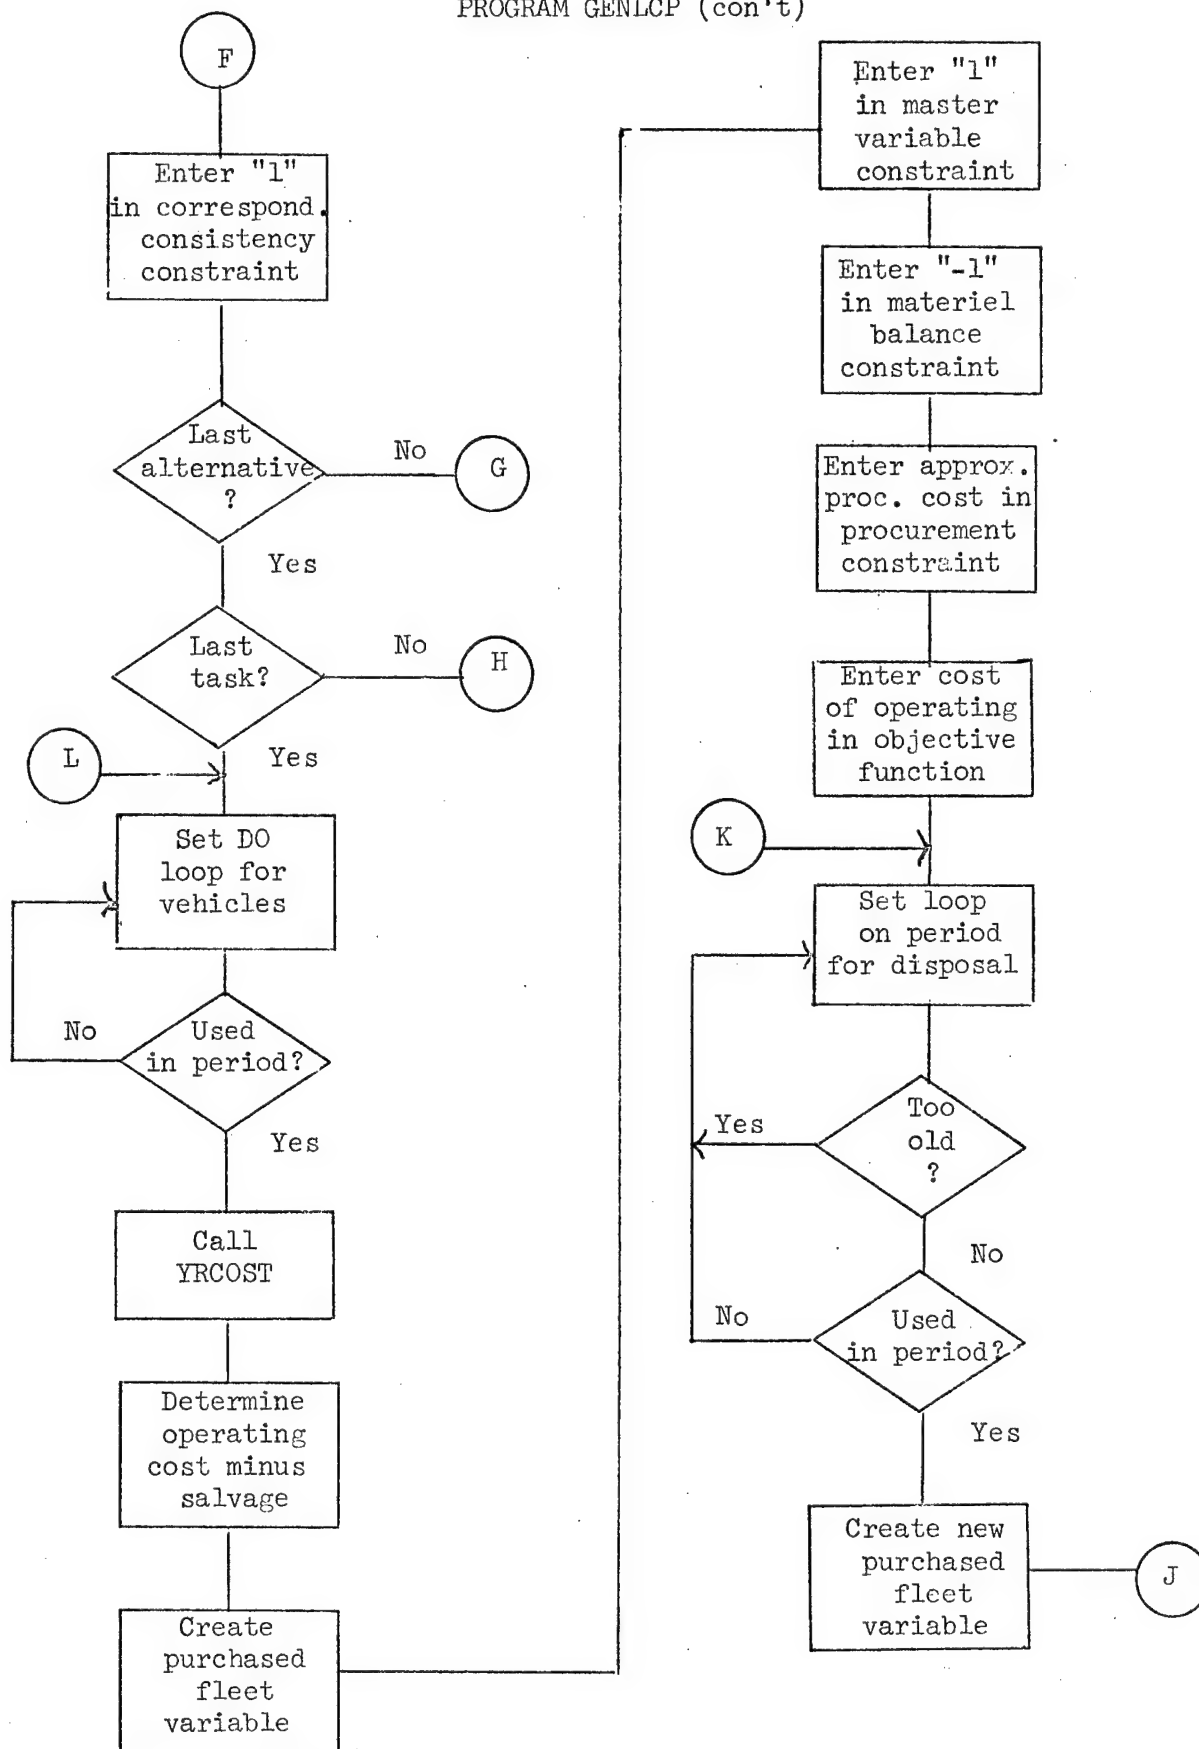 PROGRAM GENLCP (con't)
F
Enter "1"
in correspond.
consistency
constraint
Last
alternative
?
No
G
Yes
Last
task?
No
H
L
Yes
Set DO
loop for
vehicles
No
Used
in period?
Yes
Call
YRCOST
Determine
operating
cost minus
salvage
Create
purchased
fleet
variable
Enter "1"
in master
variable
constraint
Enter "-1"
in materiel
balance
constraint
Enter approx.
proc. cost in
procurement
constraint
Enter cost
of operating
in objective
function
K
Set loop
on period
for disposal
Yes
Too
old
?
No
No
Used
in period?
Yes
Create new
purchased
fleet
variable
J